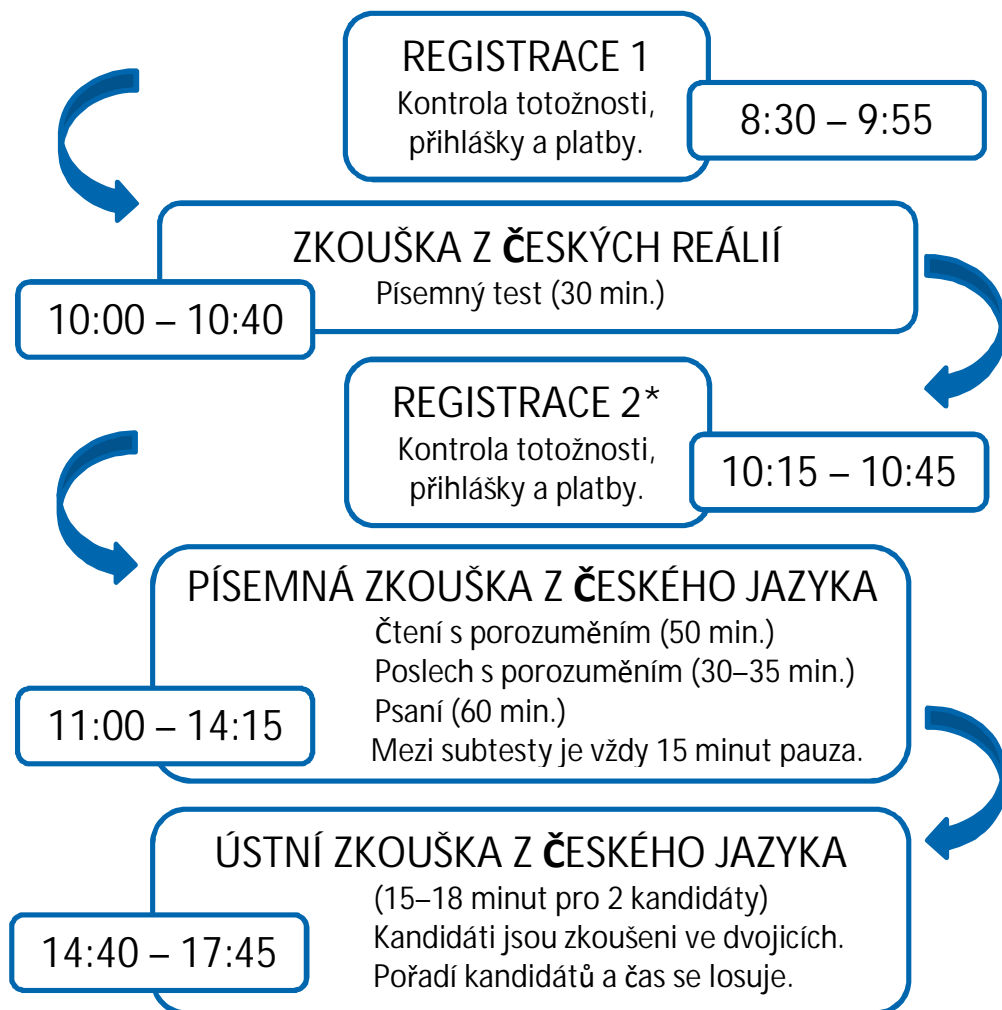 REGISTRACE 1
Kontrola totožnosti,
přihlášky a platby.
8:30 – 9:55
ZKOUŠKA Z ČESKÝCH REÁLIÍ
Písemný test (30 min.)
10:00 – 10:40
REGISTRACE 2*
Kontrola totožnosti,
přihlášky a platby.
10:15 – 10:45
PÍSEMNÁ ZKOUŠKA Z ČESKÉHO JAZYKA
Čtení s porozuměním (50 min.)
Poslech s porozuměním (30–35 min.)
Psaní (60 min.)
Mezi subtesty je vždy 15 minut pauza.
11:00 – 14:15
ÚSTNÍ ZKOUŠKA Z ČESKÉHO JAZYKA
(15–18 minut pro 2 kandidáty)
Kandidáti jsou zkoušeni ve dvojicích.
Pořadí kandidátů a čas se losuje.
14:40 – 17:45